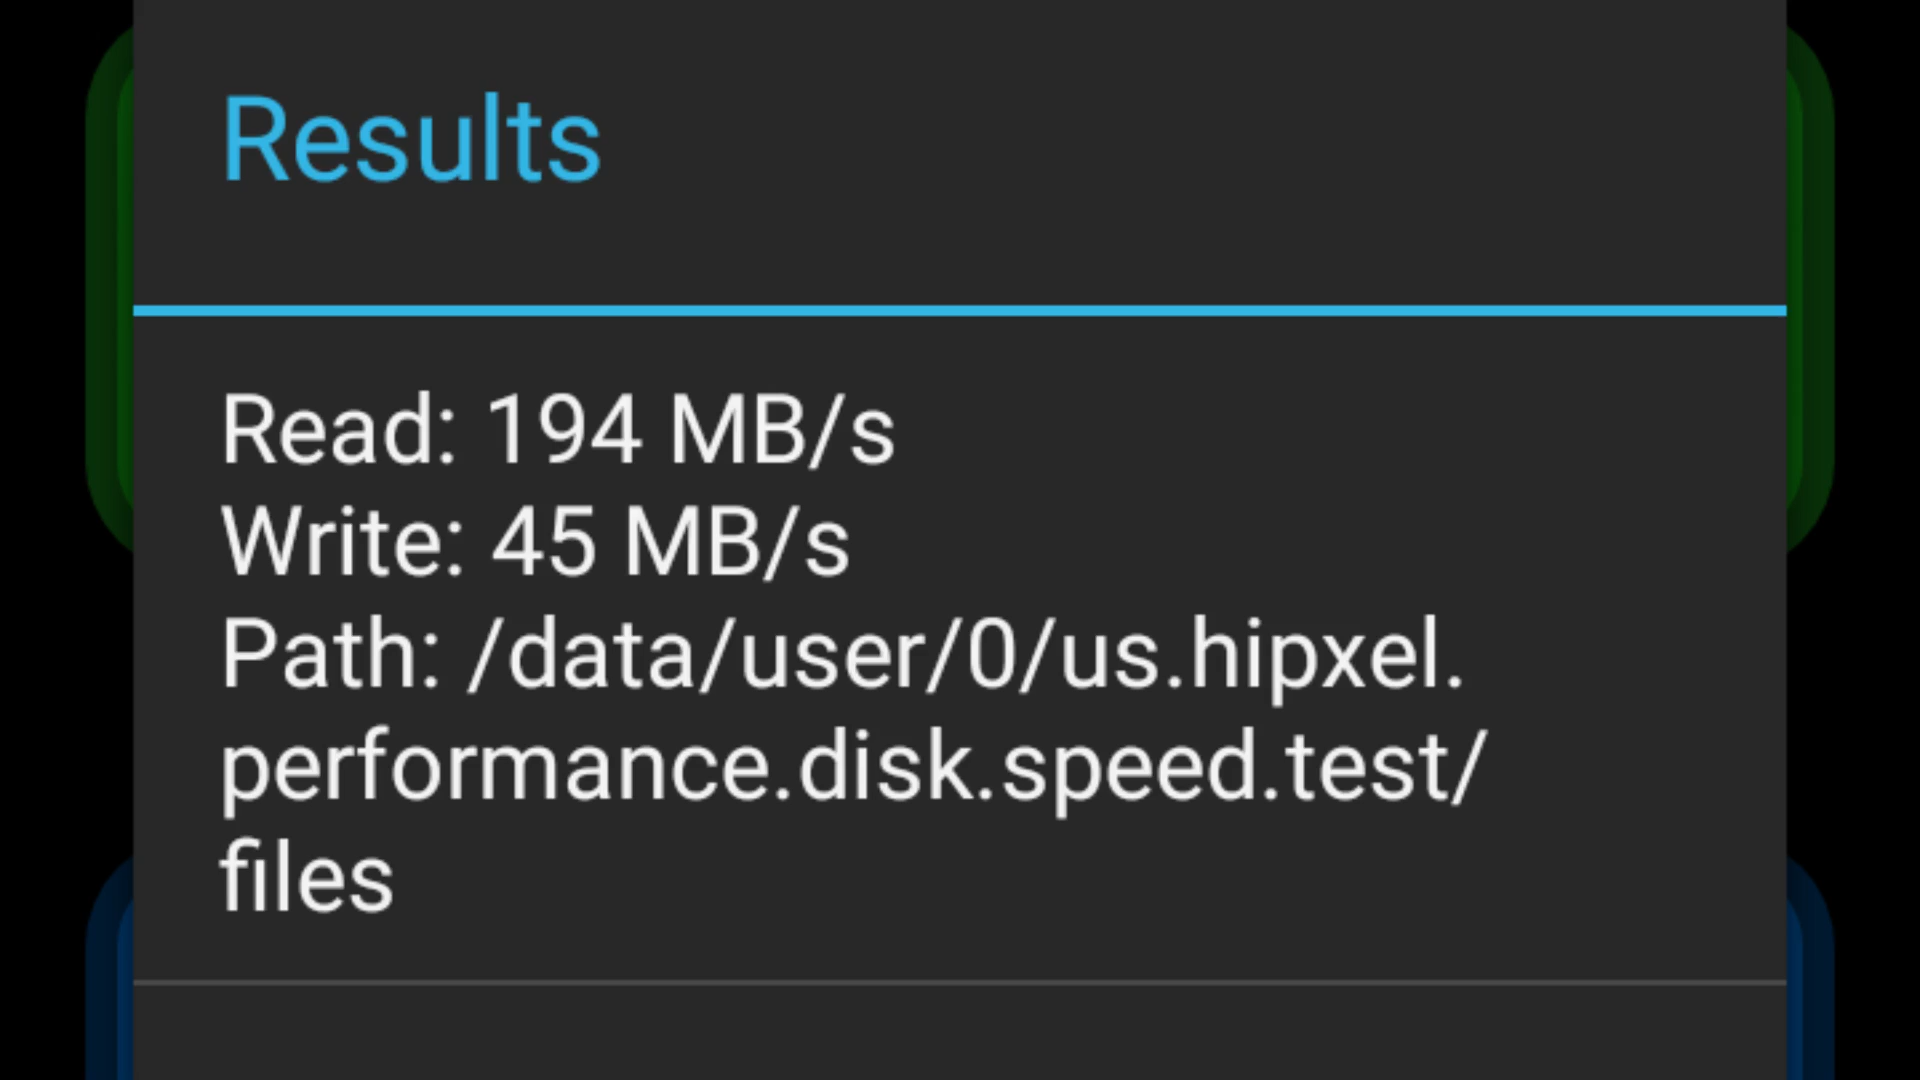 Results
Read: 194 MB/s
Write: 45 MB/s
Path: /data/user/0/us.hipxel.
performance.disk.speed.test/
files